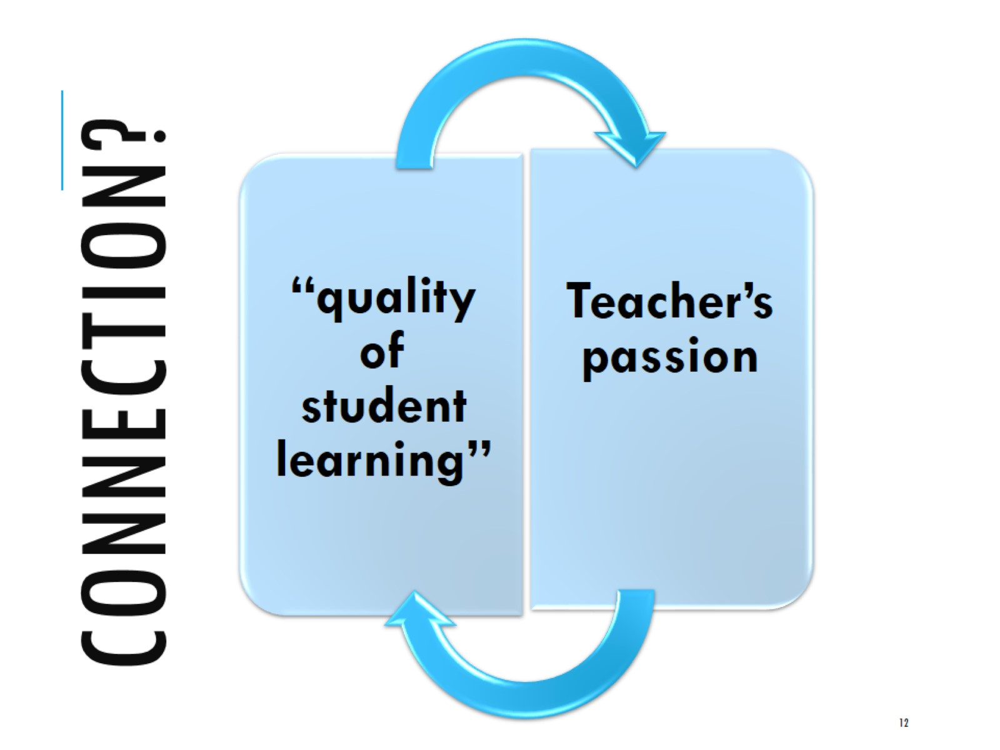 CONNECTION?
“quality
of
student
learning”
Teacher’s
passion
12